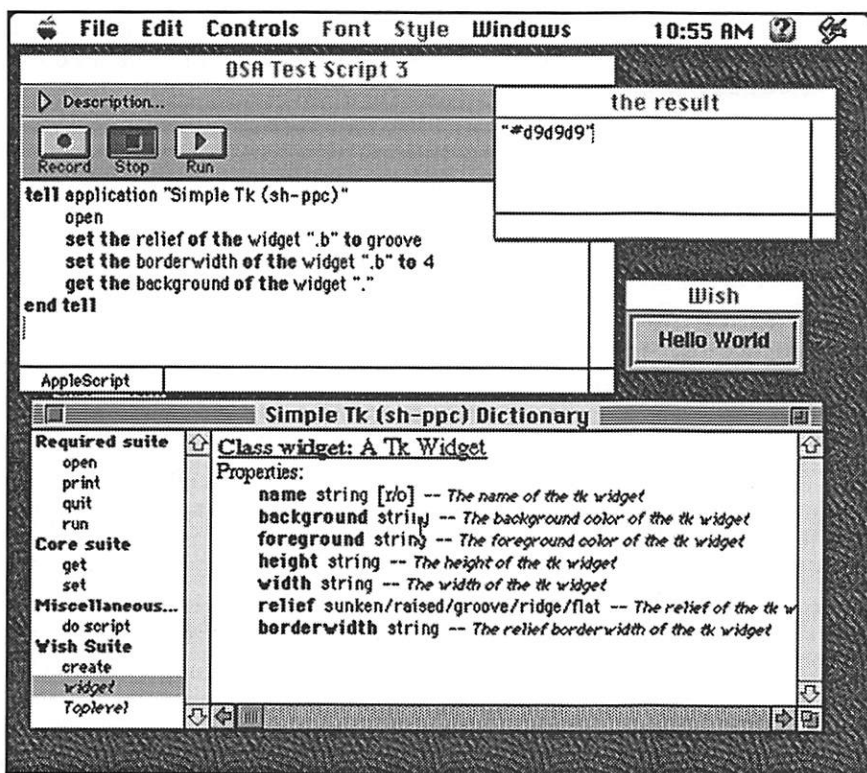 File Edit Controls Font Style Windows 10:55 AM
OSA Test Script 3
Description...
Record Stop Run
tell application "Simple Tk (sh-ppc)"
open
set the relief of the widget ".b" to groove
set the borderwidth of the widget ".b" to 4
get the background of the widget "."
end tell
AppleScript
the result
"#d9d9d9"
Wish
Hello World
Simple Tk (sh-ppc) Dictionary
Required suite
open
print
quit
run
Core suite
get
set
Miscellaneous...
do script
Wish Suite
create
widget
Toplevel
Class widget: A Tk Widget
Properties:
name string [r/o] -- The name of the tk widget
background string -- The background color of the tk widget
foreground string -- The foreground color of the tk widget
height string -- The height of the tk widget
width string -- The width of the tk widget
relief sunken/raised/groove/ridge/flat -- The relief of the tk w
borderwidth string -- The relief borderwidth of the tk widget